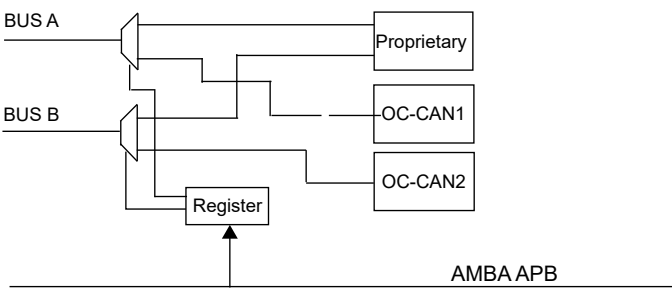 BUS A
Proprietary
BUS B
OC-CAN1
OC-CAN2
Register
AMBA APB